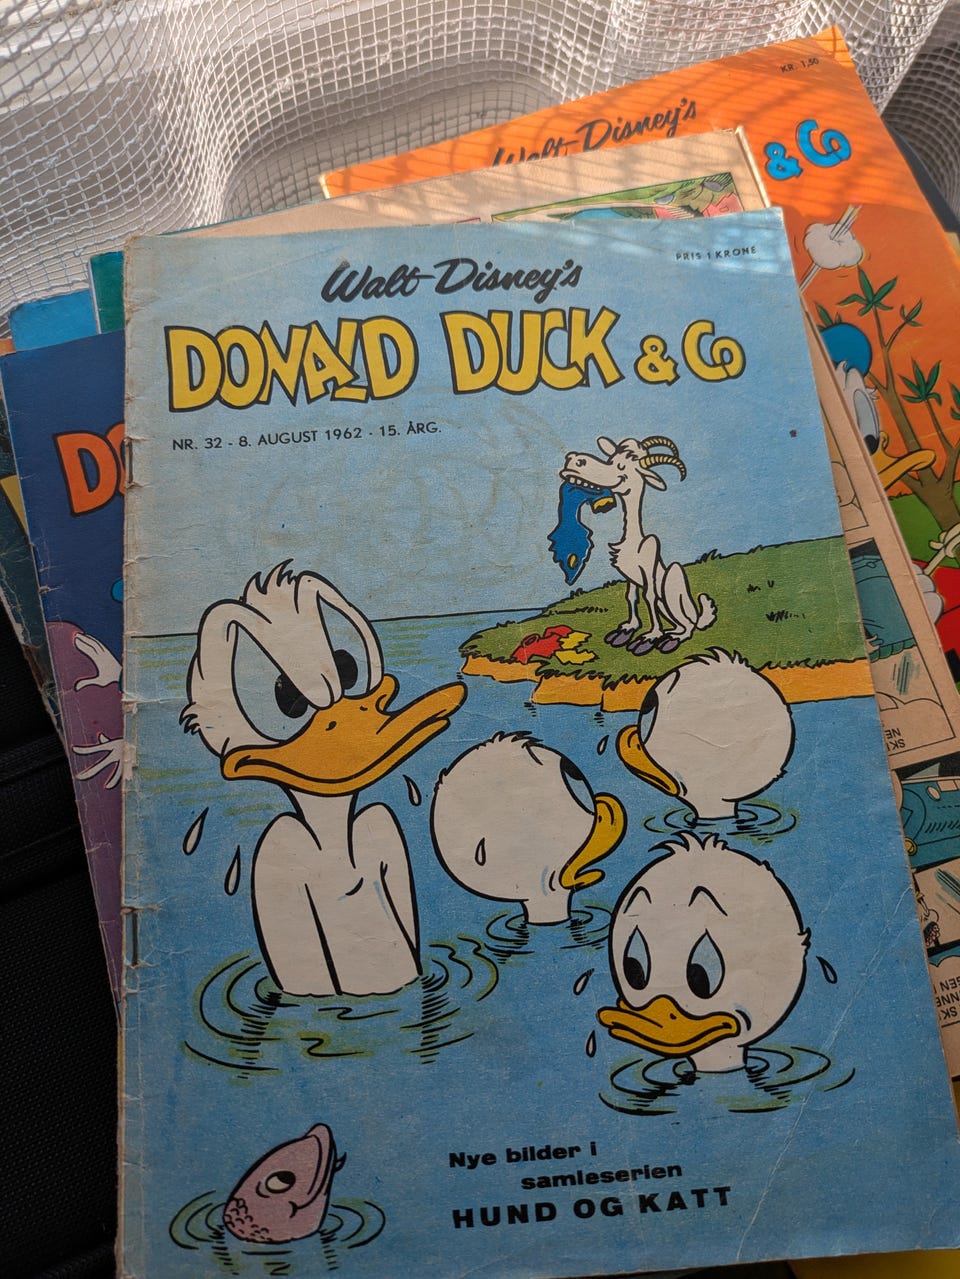 KR. 1,50
Walt Disney's
& Co
PRIS 1 KRONE
Walt Disney's
DONALD DUCK & Co
NR. 32 - 8. AUGUST 1962 - 15. ÅRG.
Nye bilder i
samleserien
HUND OG KATT